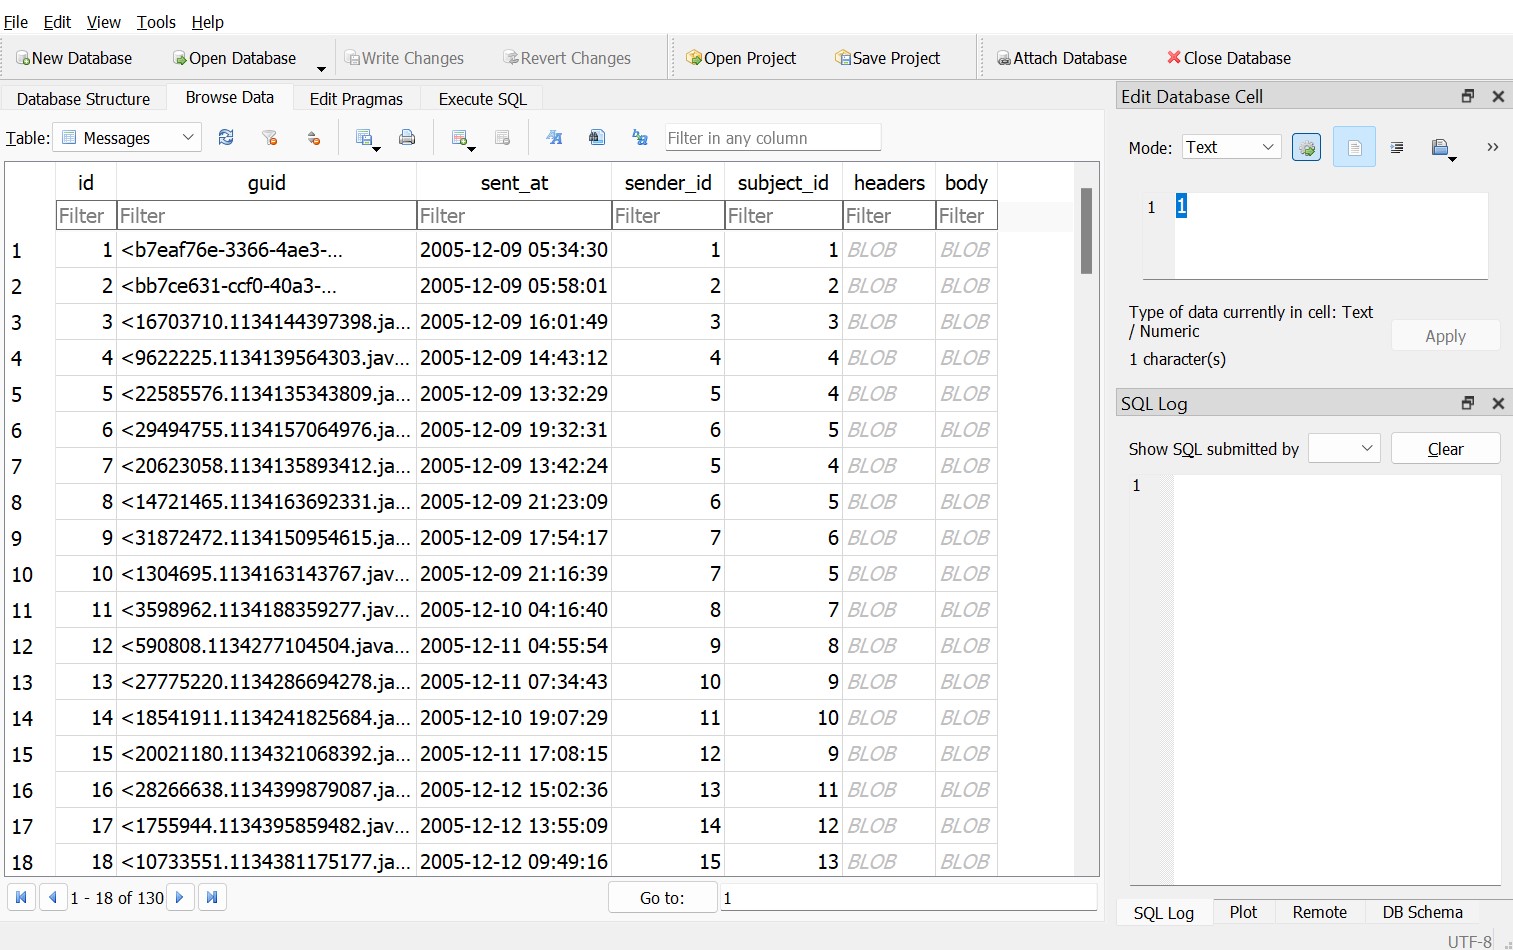 File Edit View Tools Help
New Database Open Database Write Changes Revert Changes Open Project Save Project Attach Database Close Database
Database Structure Browse Data Edit Pragmas Execute SQL
Table: Messages Filter in any column
id guid sent_at sender_id subject_id headers body
Filter Filter Filter Filter Filter Filter Filter
1 1 <b7eaf76e-3366-4ae3-... 2005-12-09 05:34:30 1 1 BLOB BLOB
2 2 <bb7ce631-ccf0-40a3-... 2005-12-09 05:58:01 2 2 BLOB BLOB
3 3 <16703710.1134144397398.ja... 2005-12-09 16:01:49 3 3 BLOB BLOB
4 4 <9622225.1134139564303.jav... 2005-12-09 14:43:12 4 4 BLOB BLOB
5 5 <22585576.1134135343809.ja... 2005-12-09 13:32:29 5 4 BLOB BLOB
6 6 <29494755.1134157064976.ja... 2005-12-09 19:32:31 6 5 BLOB BLOB
7 7 <20623058.1134135893412.ja... 2005-12-09 13:42:24 5 4 BLOB BLOB
8 8 <14721465.1134163692331.ja... 2005-12-09 21:23:09 6 5 BLOB BLOB
9 9 <31872472.1134150954615.ja... 2005-12-09 17:54:17 7 6 BLOB BLOB
10 10 <1304695.1134163143767.jav... 2005-12-09 21:16:39 7 5 BLOB BLOB
11 11 <3598962.1134188359277.jav... 2005-12-10 04:16:40 8 7 BLOB BLOB
12 12 <590808.1134277104504.java... 2005-12-11 04:55:54 9 8 BLOB BLOB
13 13 <27775220.1134286694278.ja... 2005-12-11 07:34:43 10 9 BLOB BLOB
14 14 <18541911.1134241825684.ja... 2005-12-10 19:07:29 11 10 BLOB BLOB
15 15 <20021180.1134321068392.ja... 2005-12-11 17:08:15 12 9 BLOB BLOB
16 16 <28266638.1134399879087.ja... 2005-12-12 15:02:36 13 11 BLOB BLOB
17 17 <1755944.1134395859482.jav... 2005-12-12 13:55:09 14 12 BLOB BLOB
18 18 <10733551.1134381175177.ja... 2005-12-12 09:49:16 15 13 BLOB BLOB
1 - 18 of 130 Go to: 1
Edit Database Cell
Mode: Text
1 1
Type of data currently in cell: Text
/ Numeric
Apply
1 character(s)
SQL Log
Show SQL submitted by Clear
1
SQL Log Plot Remote DB Schema
UTF-8